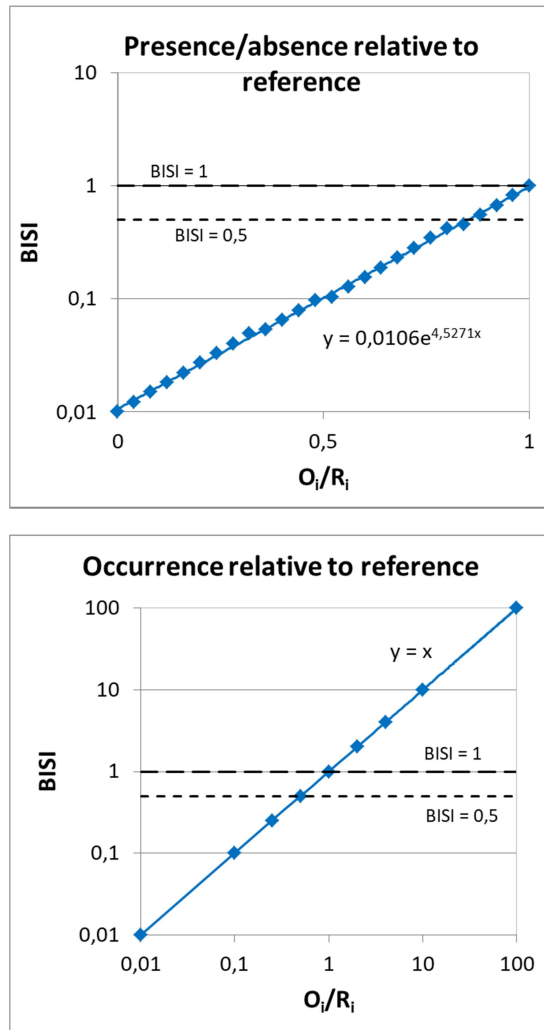 Presence/absence relative to
reference
10
BISI = 1
1
BISI = 0,5
BISI
0,1
y = 0,0106e^4,5271x
0,01
0
0,5
1
Oᵢ/Rᵢ
Occurrence relative to reference
100
y = x
10
BISI
BISI = 1
1
BISI = 0,5
0,1
0,01
0,01
0,1
1
10
100
Oᵢ/Rᵢ